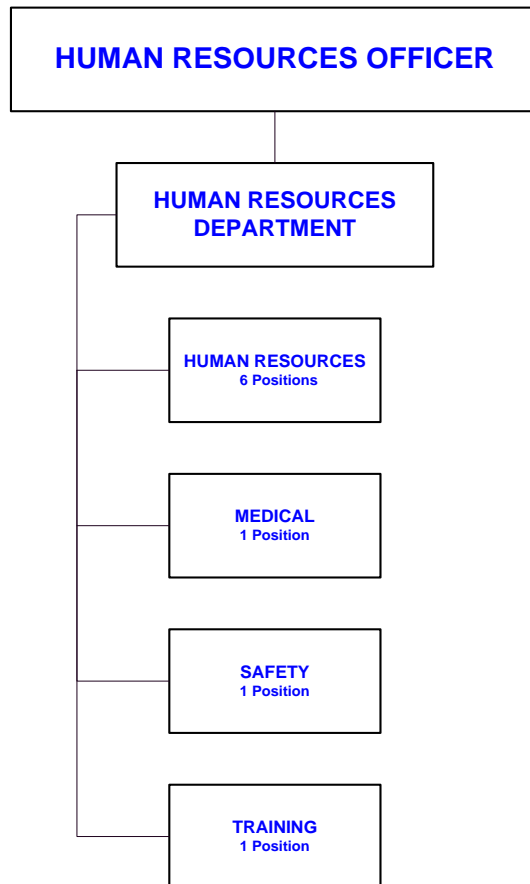 HUMAN RESOURCES OFFICER
HUMAN RESOURCES
DEPARTMENT
HUMAN RESOURCES
6 Positions
MEDICAL
1 Position
SAFETY
1 Position
TRAINING
1 Position